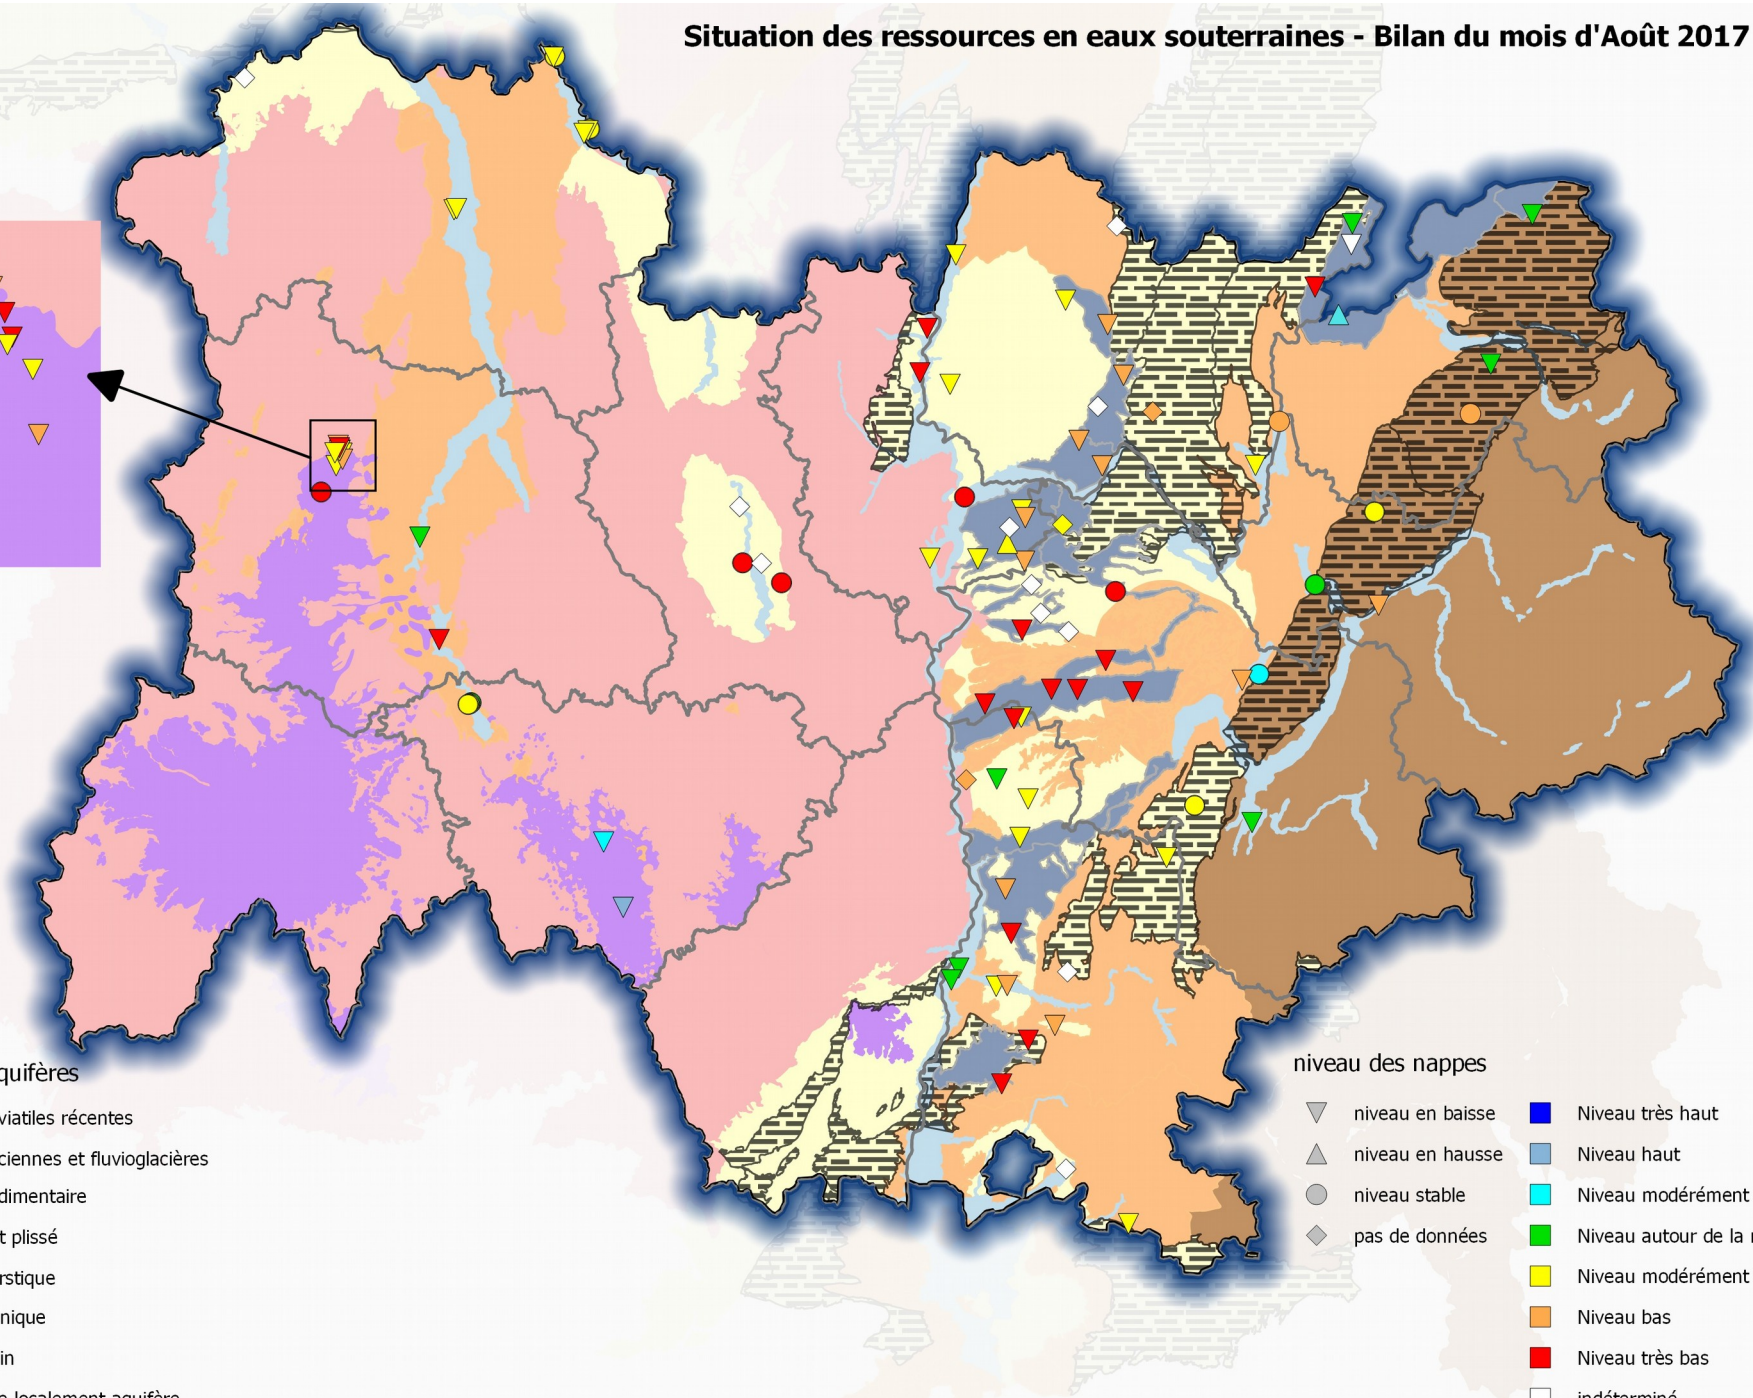 Situation des ressources en eaux souterraines - Bilan du mois d'Août 2017
quifères
viatiles récentes
ciennes et fluvioglacières
dimentaire
t plissé
rstique
nique
in
niveau des nappes
niveau en baisse
niveau en hausse
niveau stable
pas de données
Niveau très haut
Niveau haut
Niveau modérément
Niveau autour de la
Niveau modérément
Niveau bas
Niveau très bas
indéterminé